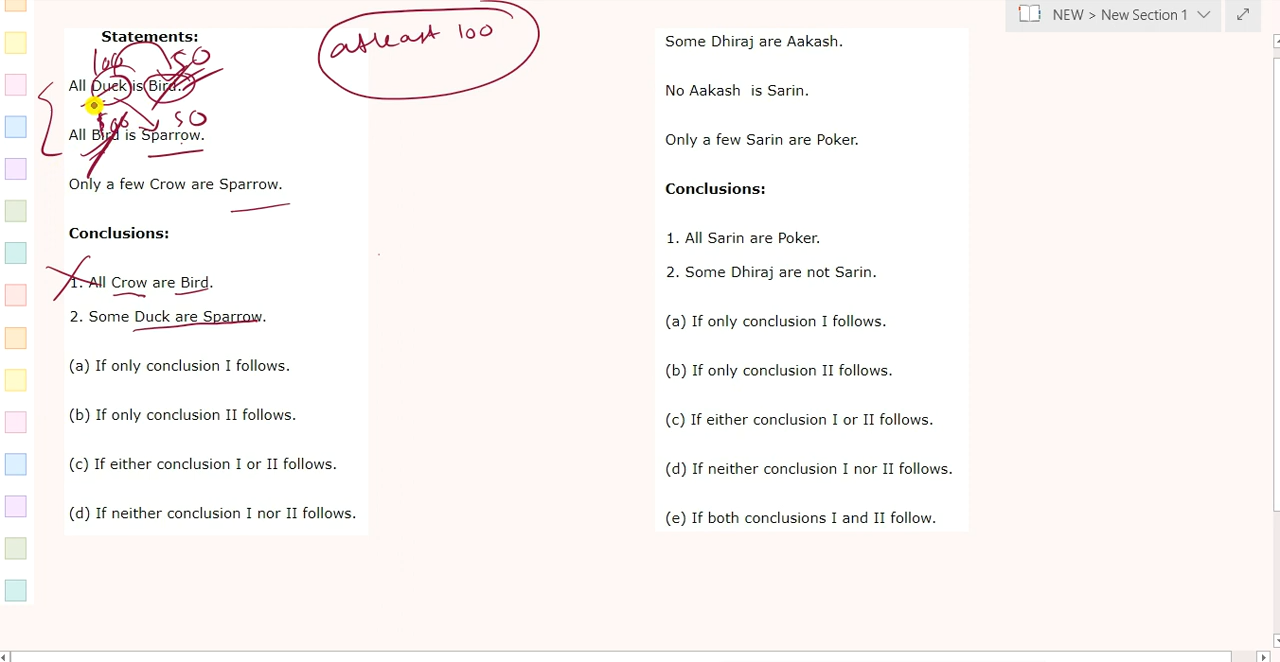 NEW > New Section 1
Statements:
atleast 100
100
50
All Duck is Bird.
100
50
All Bird is Sparrow.
Only a few Crow are Sparrow.
Conclusions:
1. All Crow are Bird.
2. Some Duck are Sparrow.
(a) If only conclusion I follows.
(b) If only conclusion II follows.
(c) If either conclusion I or II follows.
(d) If neither conclusion I nor II follows.
Some Dhiraj are Aakash.
No Aakash is Sarin.
Only a few Sarin are Poker.
Conclusions:
1. All Sarin are Poker.
2. Some Dhiraj are not Sarin.
(a) If only conclusion I follows.
(b) If only conclusion II follows.
(c) If either conclusion I or II follows.
(d) If neither conclusion I nor II follows.
(e) If both conclusions I and II follow.